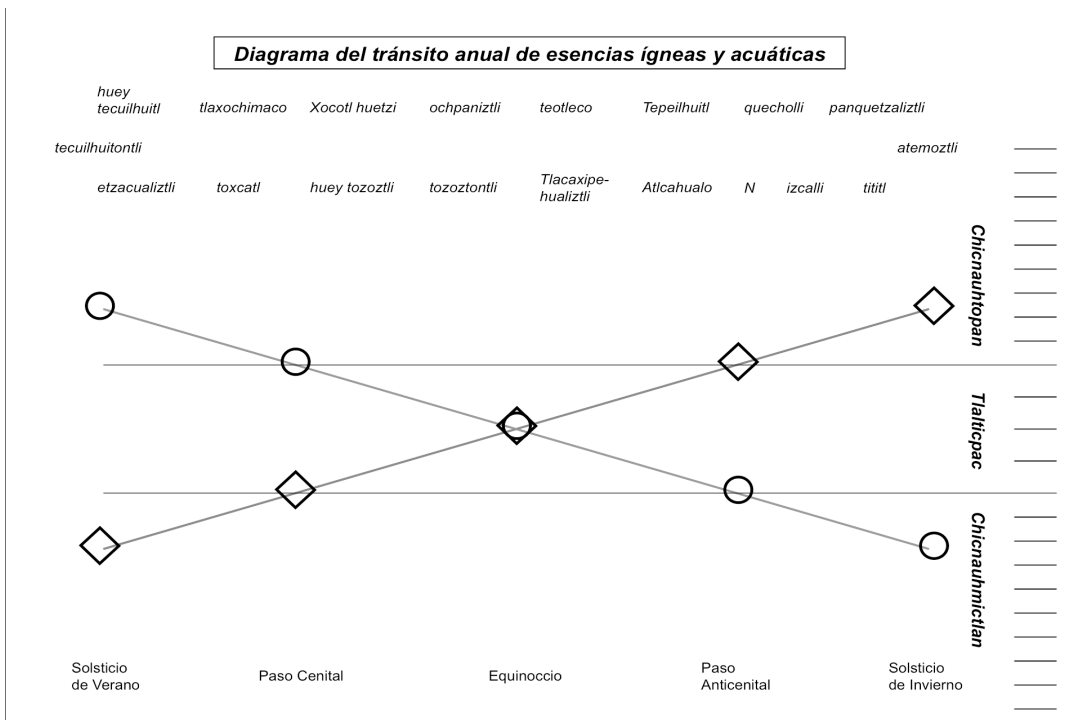 Diagrama del tránsito anual de esencias ígneas y acuáticas
huey
tecuilhuitl
tlaxochimaco
Xocotl huetzi
ochpaniztli
teotleco
Tepeilhuitl
quecholli
panquetzaliztli
tecuilhuitontli
atemoztli
etzacualiztli
toxcatl
huey tozoztli
tozoztontli
Tlacaxipe-
hualiztli
Atlcahualo
N
izcalli
tititl
Chicnauhtopan
Tlalticpac
Chicnauhmictlan
Solsticio
de Verano
Paso Cenital
Equinoccio
Paso
Anticenital
Solsticio
de Invierno